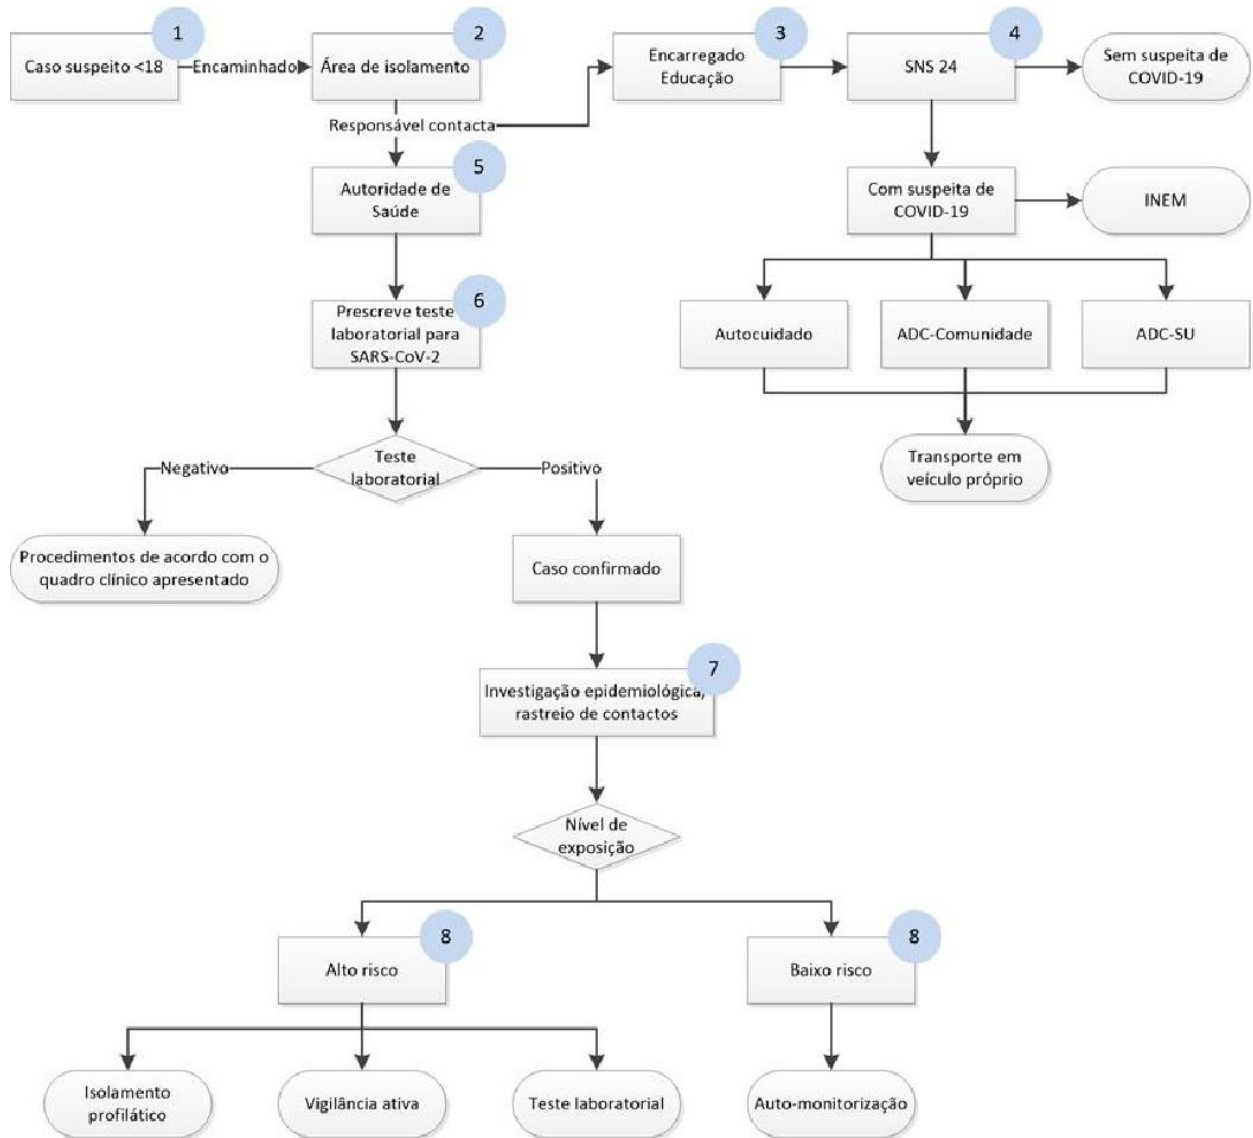 1
2
3
4
Caso suspeito <18
Encaminhado
Área de isolamento
Encarregado
Educação
SNS 24
Sem suspeita de
COVID-19
Responsável contacta
5
Autoridade de
Saúde
Com suspeita de
COVID-19
INEM
6
Prescreve teste
laboratorial para
SARS-CoV-2
Autocuidado
ADC-Comunidade
ADC-SU
Negativo
Teste
laboratorial
Positivo
Transporte em
veículo próprio
Procedimentos de acordo com o
quadro clínico apresentado
Caso confirmado
7
Investigação epidemiológica,
rastreio de contactos
Nível de
exposição
8
Alto risco
8
Baixo risco
Isolamento
profilático
Vigilância ativa
Teste laboratorial
Auto-monitorização